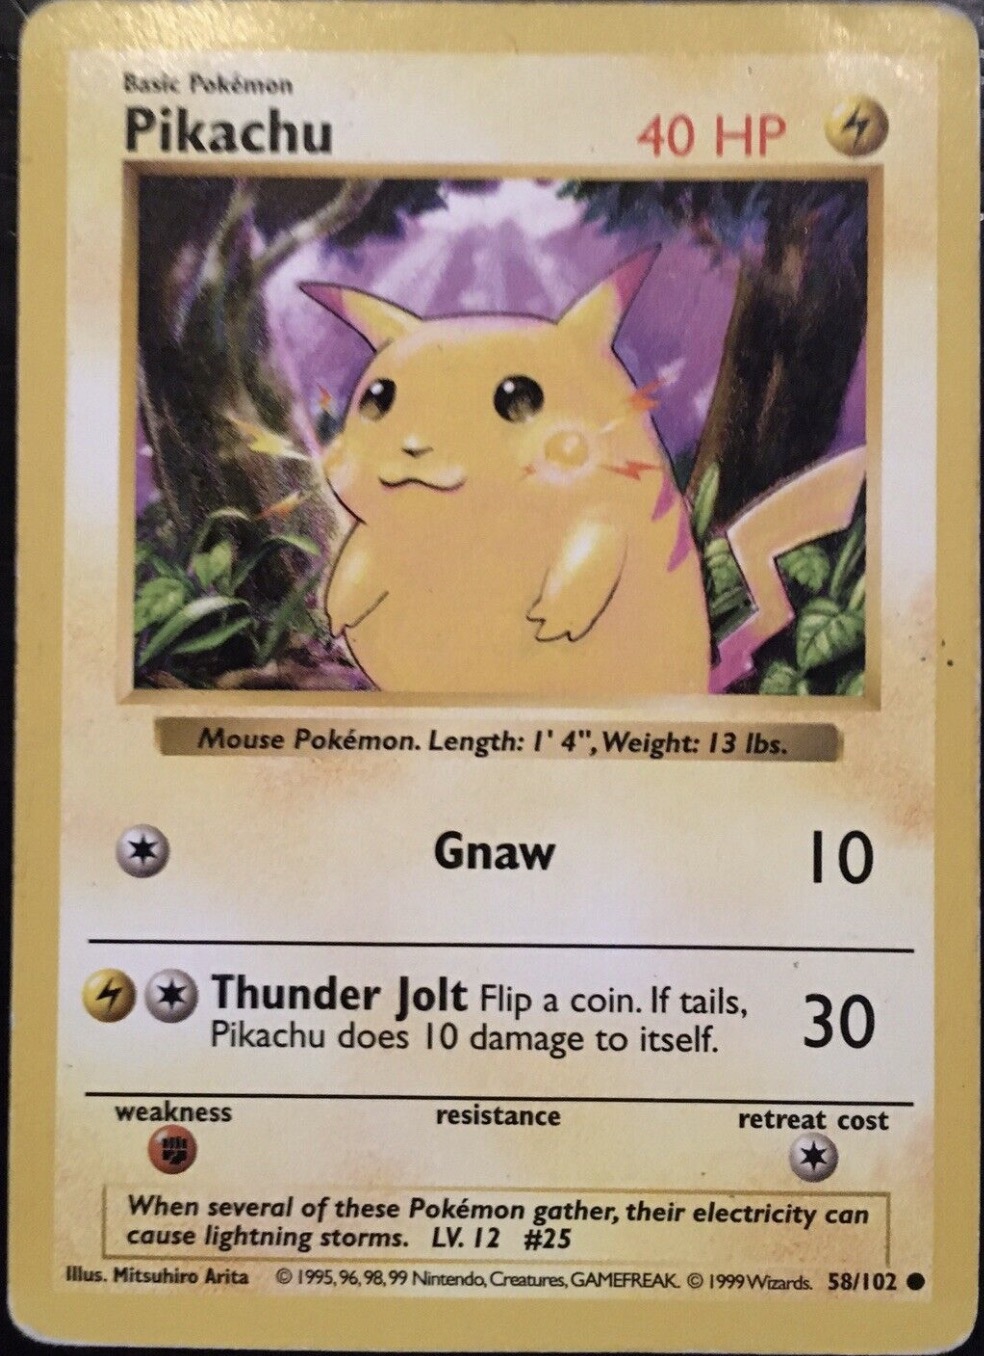 Basic Pokémon
Pikachu 40 HP
Mouse Pokémon. Length: 1' 4", Weight: 13 lbs.
Gnaw 10
Thunder Jolt Flip a coin. If tails,
Pikachu does 10 damage to itself. 30
weakness resistance retreat cost
When several of these Pokémon gather, their electricity can
cause lightning storms. LV. 12 #25
Illus. Mitsuhiro Arita © 1995, 96, 98, 99 Nintendo, Creatures, GAMEFREAK. © 1999 Wizards. 58/102